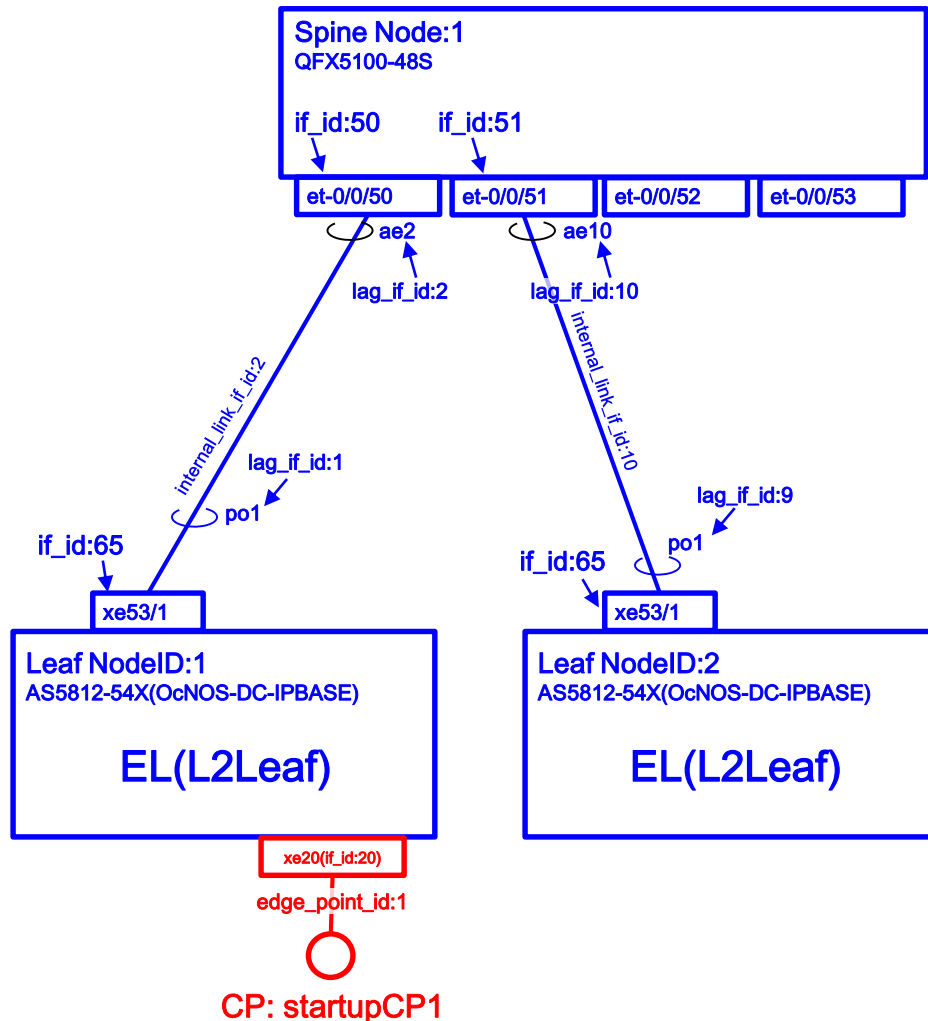 Spine Node:1
QFX5100-48S
if_id:50
if_id:51
et-0/0/50
et-0/0/51
et-0/0/52
et-0/0/53
ae2
ae10
lag_if_id:2
lag_if_id:10
internal_link_if_id:2
internal_link_if_id:10
lag_if_id:1
po1
lag_if_id:9
po1
if_id:65
if_id:65
xe53/1
xe53/1
Leaf NodeID:1
AS5812-54X(OcNOS-DC-IPBASE)
EL(L2Leaf)
Leaf NodeID:2
AS5812-54X(OcNOS-DC-IPBASE)
EL(L2Leaf)
xe20(if_id:20)
edge_point_id:1
CP: startupCP1